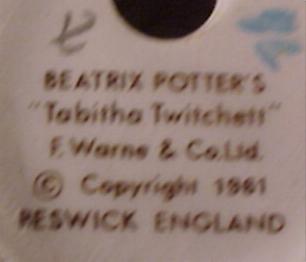 BEATRIX POTTER'S
"Tabitha Twitchett"
F. Warne & Co. Ltd.
© Copyright 1961
BESWICK ENGLAND